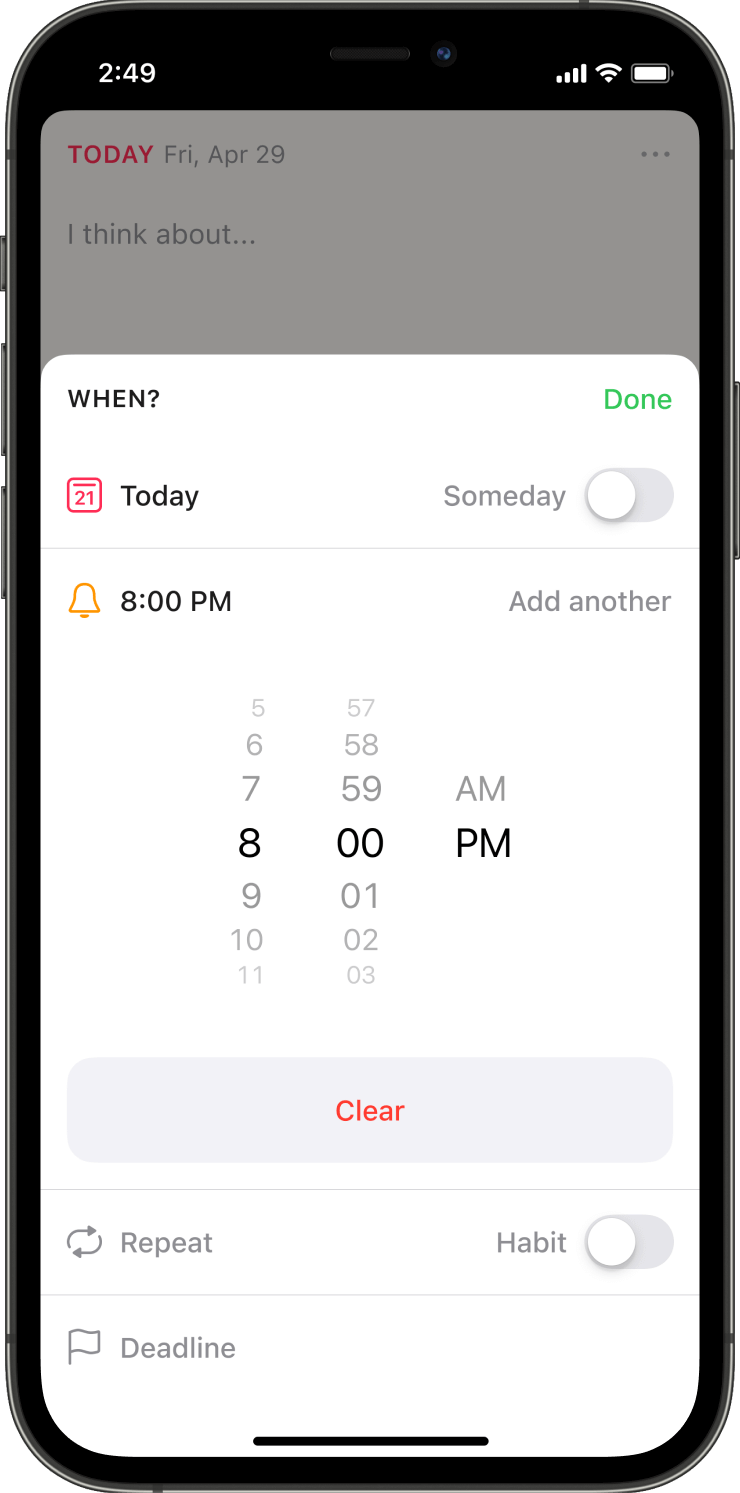 2:49
TODAY Fri, Apr 29
I think about...
WHEN? Done
21 Today Someday
8:00 PM Add another
5 57
6 58
7 59 AM
8 00 PM
9 01
10 02
11 03
Clear
Repeat Habit
Deadline